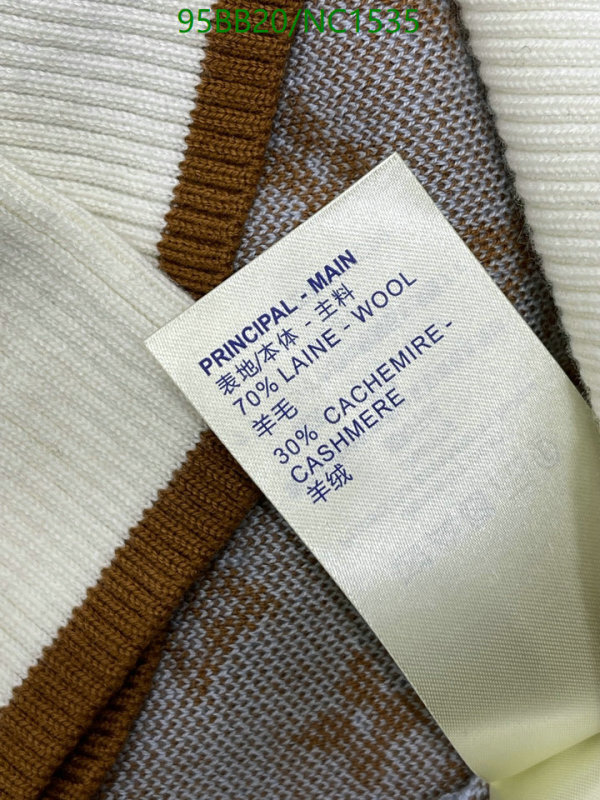 95BB20/NC1535
PRINCIPAL - MAIN
表地/本体 - 主料
70% LAINE - WOOL
羊毛
30% CACHEMIRE -
CASHMERE
羊绒